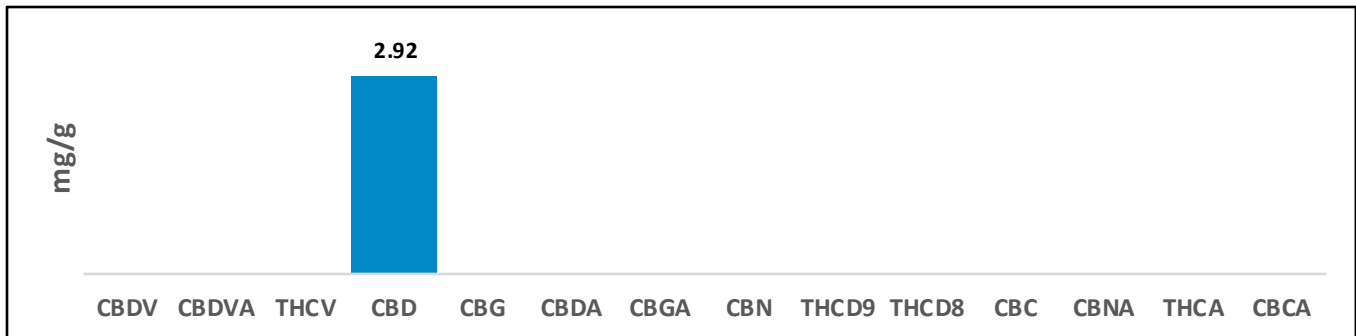 2.92
mg/g
CBDV CBDVA THCV CBD CBG CBDA CBGA CBN THCD9 THCD8 CBC CBNA THCA CBCA